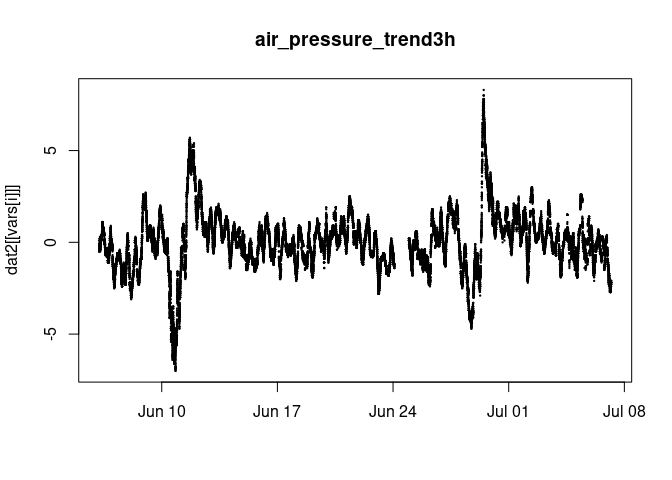 air_pressure_trend3h
dat2[[vars[i]]]
5
0
-5
Jun 10
Jun 17
Jun 24
Jul 01
Jul 08